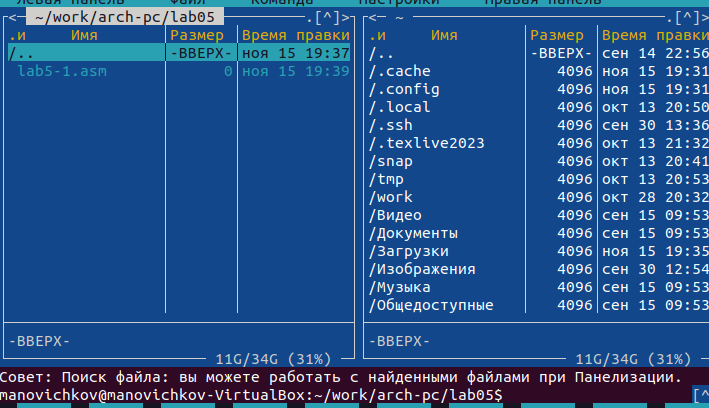 Левая панель Файл Команда Настройки Правая панель
<- ~/work/arch-pc/lab05 .[^]> <- ~ .[^]>
.и Имя Размер Время правки .и Имя Размер Время правки
/.. -ВВЕРХ- ноя 15 19:37 /.. -ВВЕРХ- сен 14 22:56
lab5-1.asm 0 ноя 15 19:39 /.cache 4096 ноя 15 19:31
/.config 4096 ноя 15 19:31
/.local 4096 окт 13 20:50
/.ssh 4096 сен 30 13:36
/.texlive2023 4096 окт 13 21:32
/snap 4096 окт 13 20:41
/tmp 4096 окт 13 20:53
/work 4096 окт 28 20:32
/Видео 4096 сен 15 09:53
/Документы 4096 сен 15 09:53
/Загрузки 4096 ноя 15 19:35
/Изображения 4096 сен 30 12:54
/Музыка 4096 сен 15 09:53
/Общедоступные 4096 сен 15 09:53
-ВВЕРХ- -ВВЕРХ-
11G/34G (31%) 11G/34G (31%)
Совет: Поиск файла: вы можете работать с найденными файлами при Панелизации.
manovichkov@manovichkov-VirtualBox:~/work/arch-pc/lab05$ [^